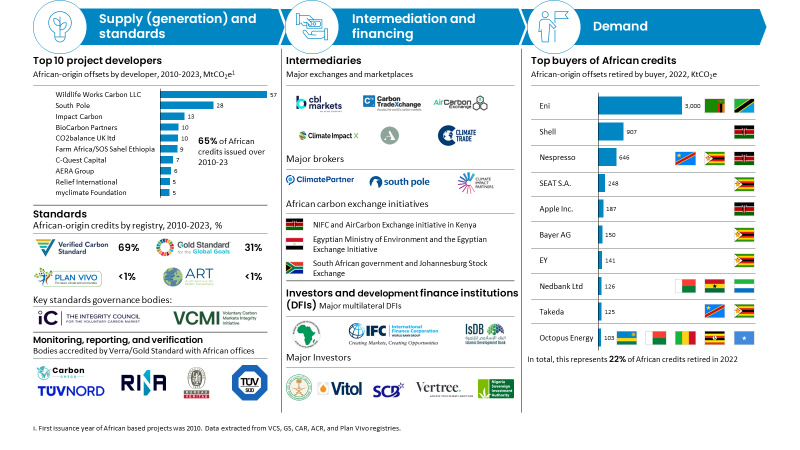 Supply (generation) and
standards
Intermediation and
financing
Demand
Top 10 project developers
African-origin offsets by developer, 2010-2023, MtCO₂e¹
Wildlife Works Carbon LLC 57
South Pole 28
Impact Carbon 13
BioCarbon Partners 10
CO2balance UK ltd 10
Farm Africa/SOS Sahel Ethiopia 9
C-Quest Capital 7
AERA Group 6
Relief International 5
myclimate Foundation 5
65% of African
credits issued over
2010-23
Standards
African-origin credits by registry, 2010-2023, %
Verified Carbon
Standard
69%
Gold Standard
for the Global Goals
31%
PLAN VIVO
<1%
ART
<1%
Key standards governance bodies:
iC THE INTEGRITY COUNCIL
FOR THE VOLUNTARY CARBON MARKET
VCMI Voluntary Carbon
Markets Integrity
Initiative
Monitoring, reporting, and verification
Bodies accredited by Verra/Gold Standard with African offices
Carbon
CHECK
TÜVNORD
RINA
BUREAU
VERITAS
TÜV
SÜD
Intermediaries
Major exchanges and marketplaces
cbl
markets
Carbon
TradeXchange
AirCarbon
Exchange
Climate Impact X
A
CLIMATE
TRADE
Major brokers
ClimatePartner
south pole
CLIMATE
IMPACT
PARTNERS
African carbon exchange initiatives
NIFC and AirCarbon Exchange initiative in Kenya
Egyptian Ministry of Environment and the Egyptian
Exchange Initiative
South African government and Johannesburg Stock
Exchange
Investors and development finance institutions
(DFIs) Major multilateral DFIs
IFC International
Finance Corporation
WORLD BANK GROUP
Creating Markets, Creating Opportunities
IsDB
Islamic Development Bank
Major Investors
Vitol
SCB
Vertree.
Nigeria
Sovereign
Investment
Authority
Top buyers of African credits
African-origin offsets retired by buyer, 2022, KtCO₂e
Eni 3,000
Shell 907
Nespresso 646
SEAT S.A. 248
Apple Inc. 187
Bayer AG 150
EY 141
Nedbank Ltd 126
Takeda 125
Octopus Energy 103
In total, this represents 22% of African credits retired in 2022
1. First issuance year of African based projects was 2010. Data extracted from VCS, GS, CAR, ACR, and Plan Vivo registries.